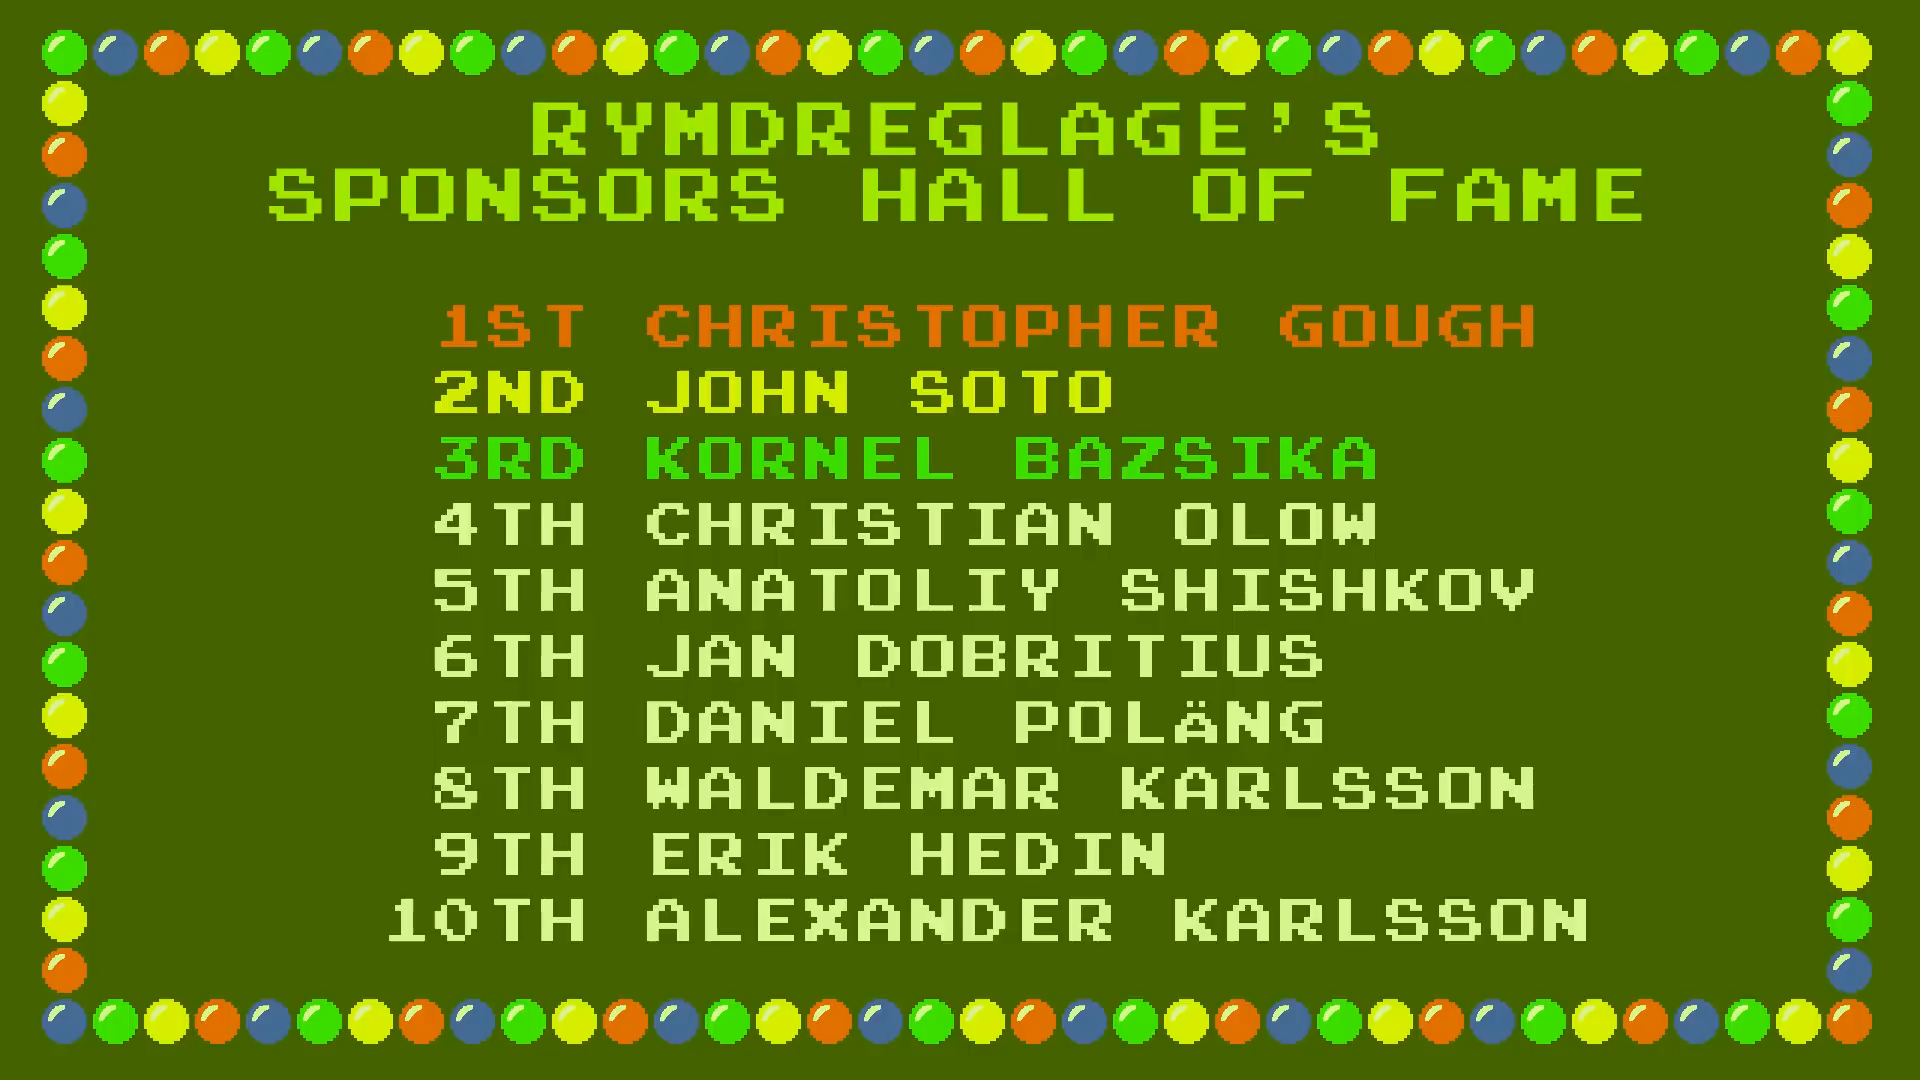 RYMDREGLAGE'S
SPONSORS HALL OF FAME
1ST CHRISTOPHER GOUGH
2ND JOHN SOTO
3RD KORNEL BAZSIKA
4TH CHRISTIAN OLOW
5TH ANATOLIY SHISHKOV
6TH JAN DOBRITIUS
7TH DANIEL POLÄNG
8TH WALDEMAR KARLSSON
9TH ERIK HEDIN
10TH ALEXANDER KARLSSON